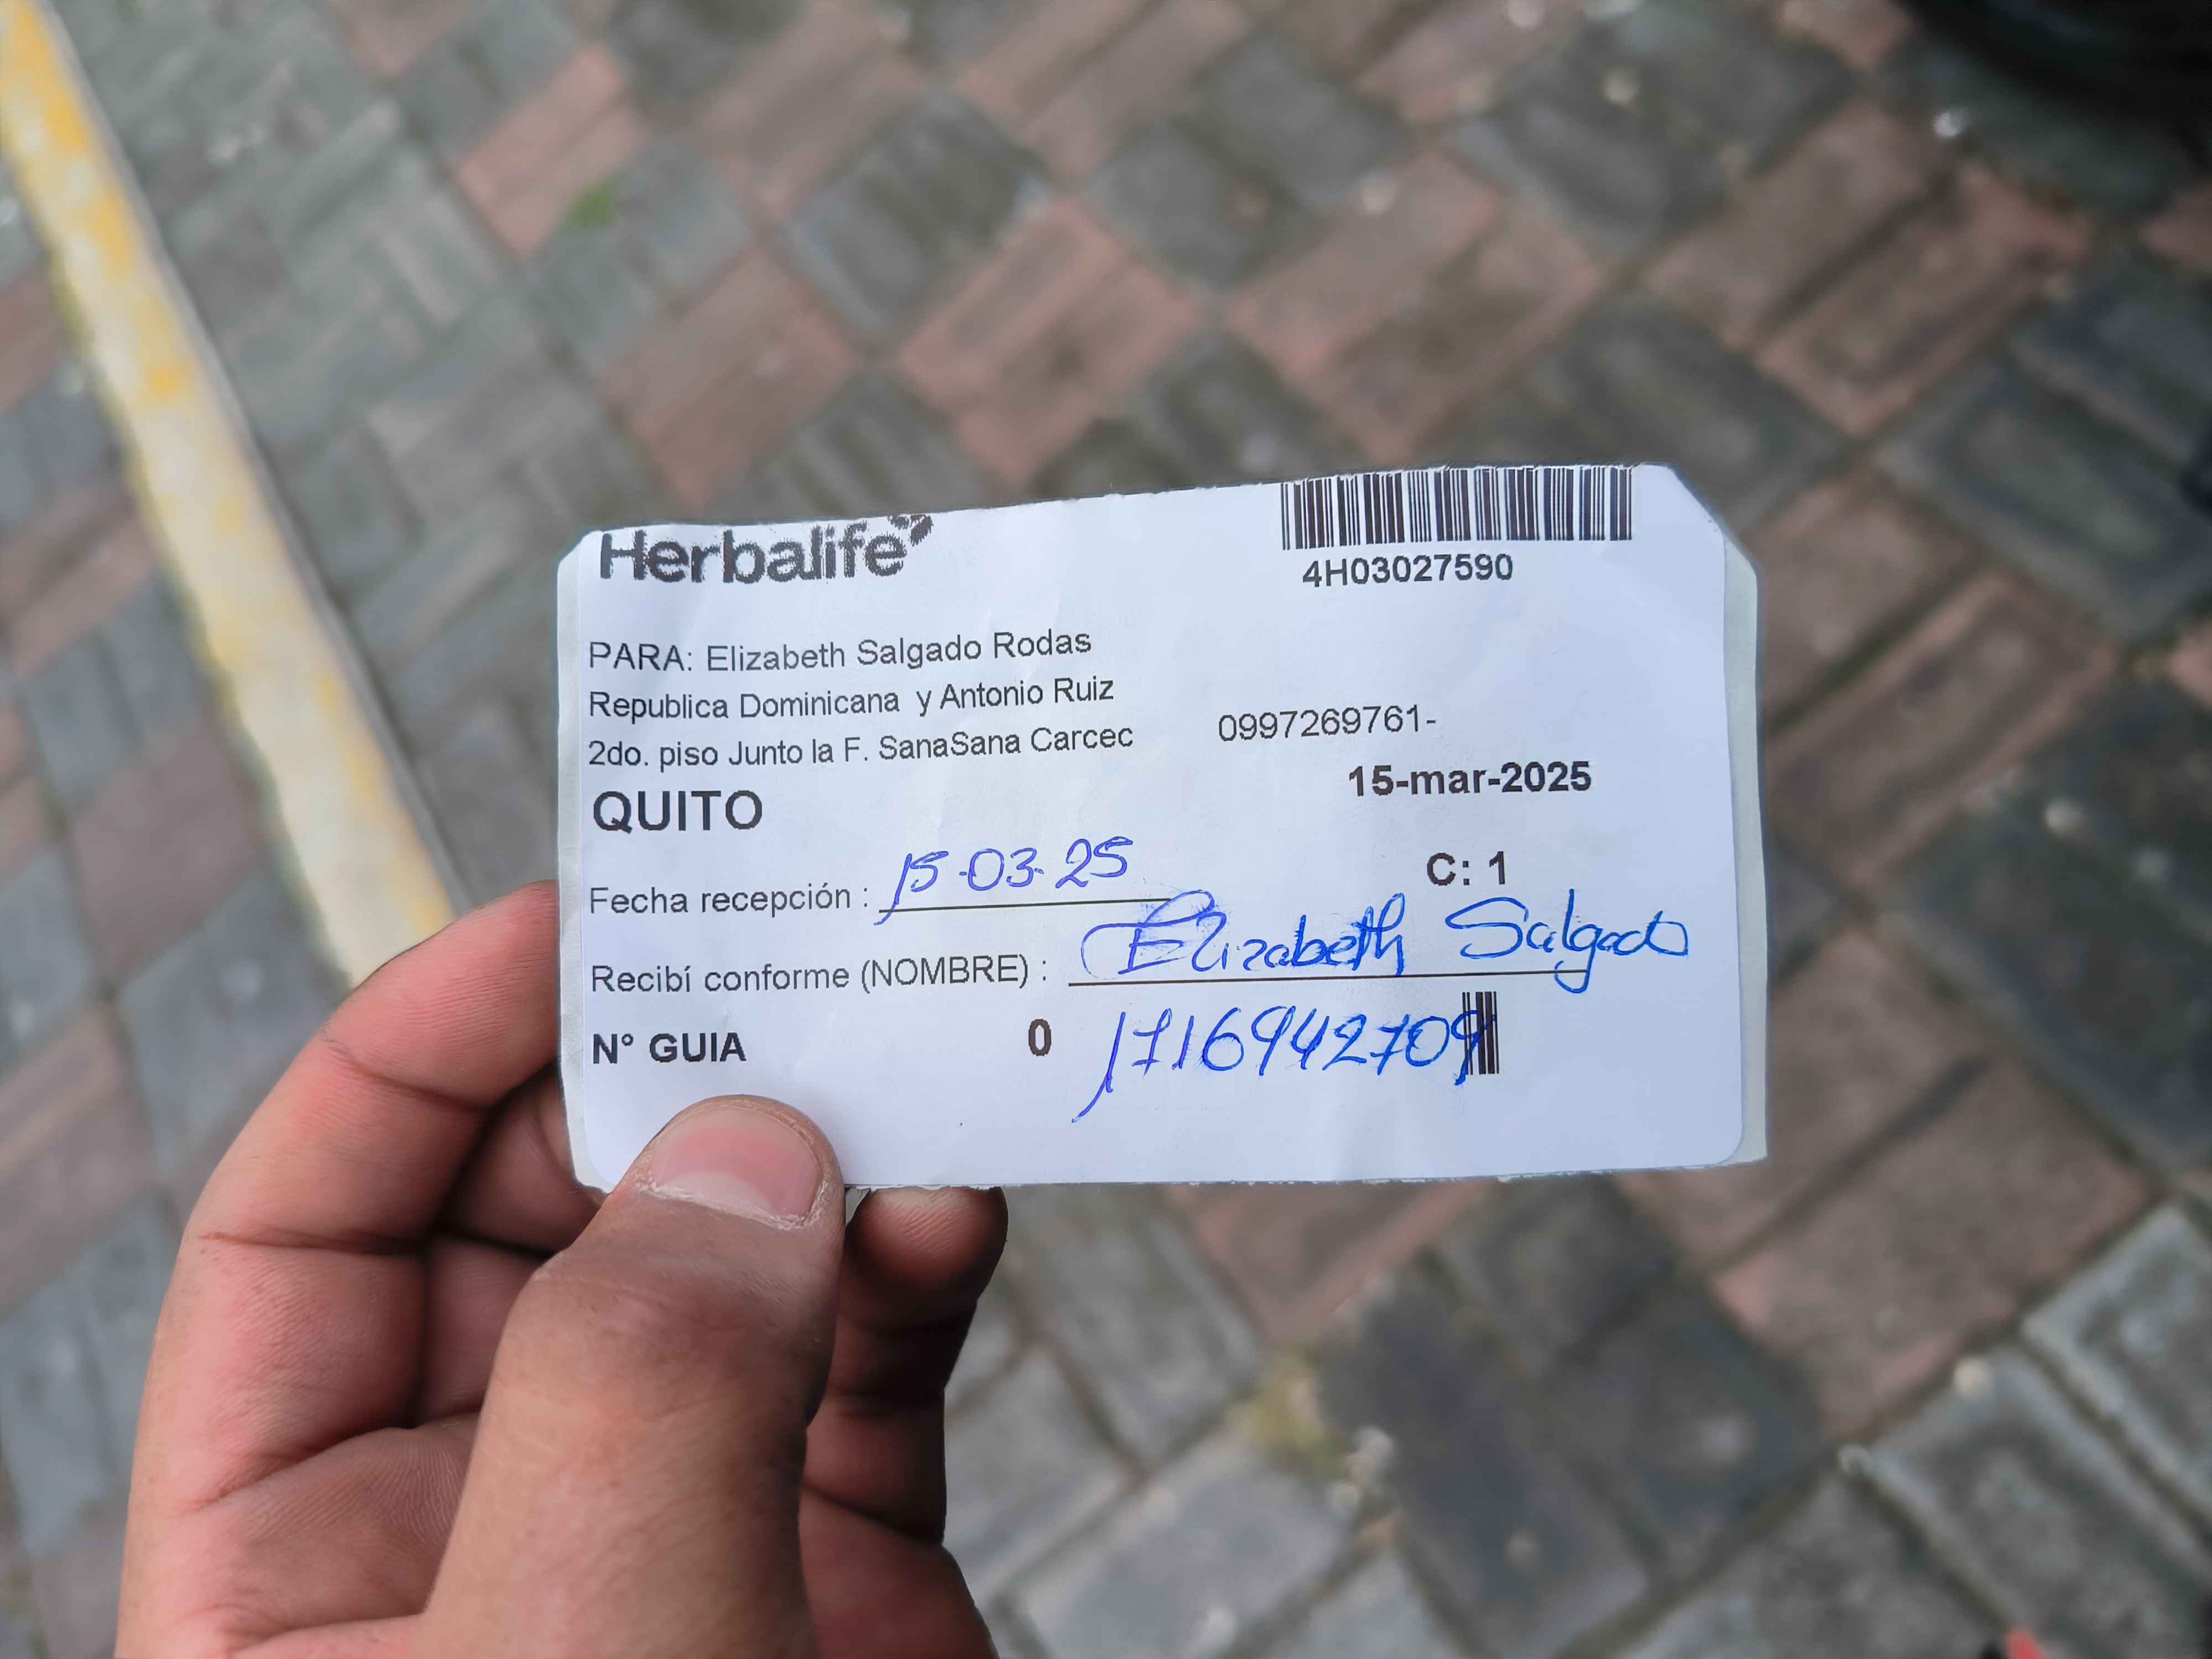 Herbalife
4H03027590
PARA: Elizabeth Salgado Rodas
Republica Dominicana y Antonio Ruiz
2do. piso Junto la F. SanaSana Carcec
0997269761-
QUITO
15-mar-2025
C: 1
Fecha recepción : 15-03-25
Recibí conforme (NOMBRE) : Elizabeth Salgado
N° GUIA 0 1716942709